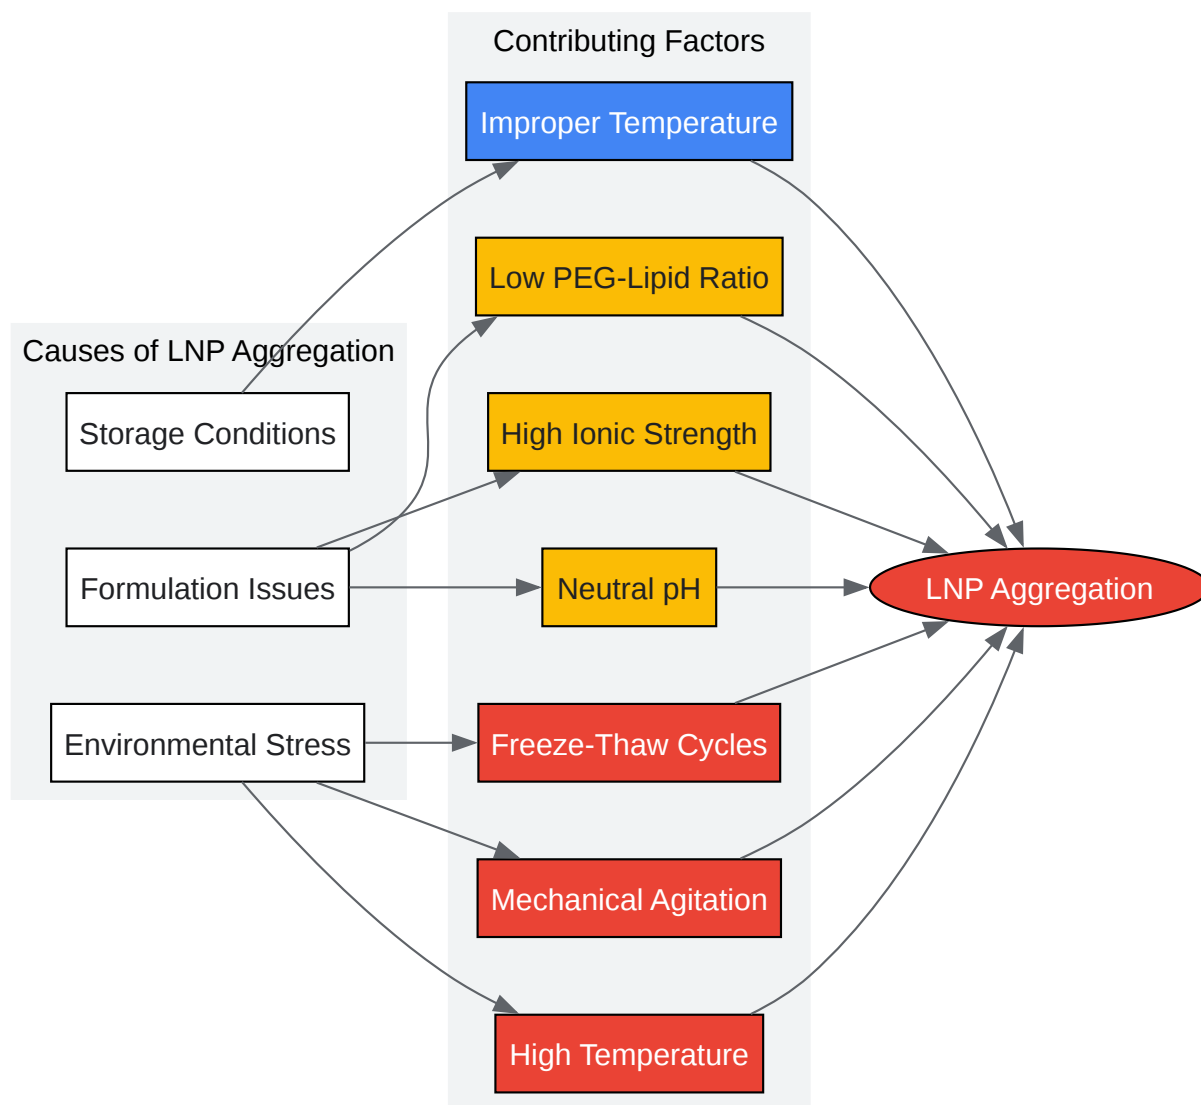 Contributing Factors
Improper Temperature
Low PEG-Lipid Ratio
Causes of LNP Aggregation
Storage Conditions
High Ionic Strength
Formulation Issues
Neutral pH
LNP Aggregation
Environmental Stress
Freeze-Thaw Cycles
Mechanical Agitation
High Temperature